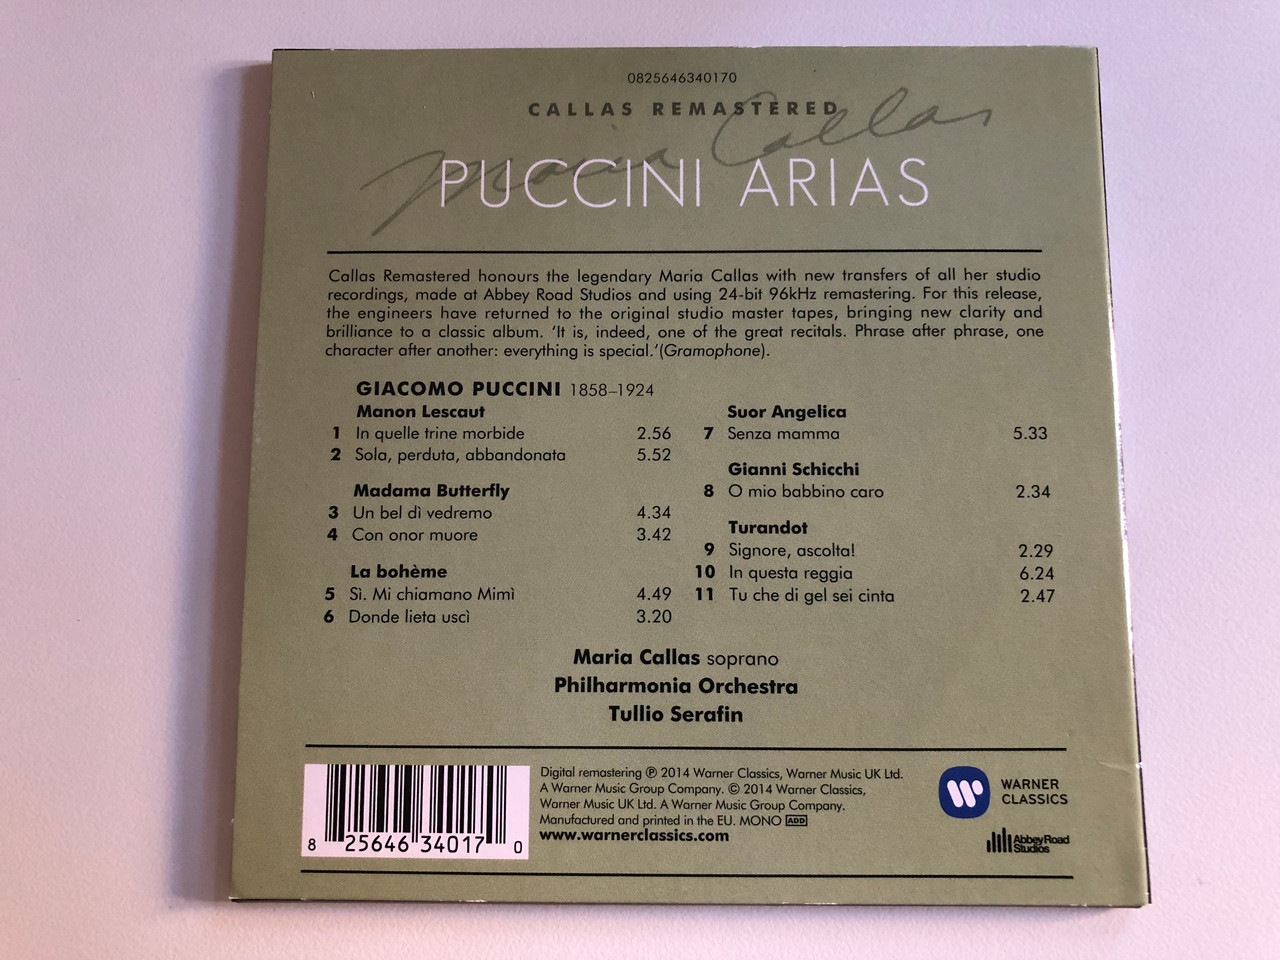 0825646340170
CALLAS REMASTERED
Maria Callas
PUCCINI ARIAS
Callas Remastered honours the legendary Maria Callas with new transfers of all her studio
recordings, made at Abbey Road Studios and using 24-bit 96kHz remastering. For this release,
the engineers have returned to the original studio master tapes, bringing new clarity and
brilliance to a classic album. ‘It is, indeed, one of the great recitals. Phrase after phrase, one
character after another: everything is special.’(Gramophone).
GIACOMO PUCCINI 1858–1924
Manon Lescaut
1 In quelle trine morbide 2.56
2 Sola, perduta, abbandonata 5.52
Madama Butterfly
3 Un bel dì vedremo 4.34
4 Con onor muore 3.42
La bohème
5 Sì. Mi chiamano Mimì 4.49
6 Donde lieta uscì 3.20
Suor Angelica
7 Senza mamma 5.33
Gianni Schicchi
8 O mio babbino caro 2.34
Turandot
9 Signore, ascolta! 2.29
10 In questa reggia 6.24
11 Tu che di gel sei cinta 2.47
Maria Callas soprano
Philharmonia Orchestra
Tullio Serafin
8 25646 34017 0
Digital remastering ℗ 2014 Warner Classics, Warner Music UK Ltd.
A Warner Music Group Company. © 2014 Warner Classics,
Warner Music UK Ltd. A Warner Music Group Company.
Manufactured and printed in the EU. MONO ADD
www.warnerclassics.com
WARNER
CLASSICS
Abbey Road
Studios